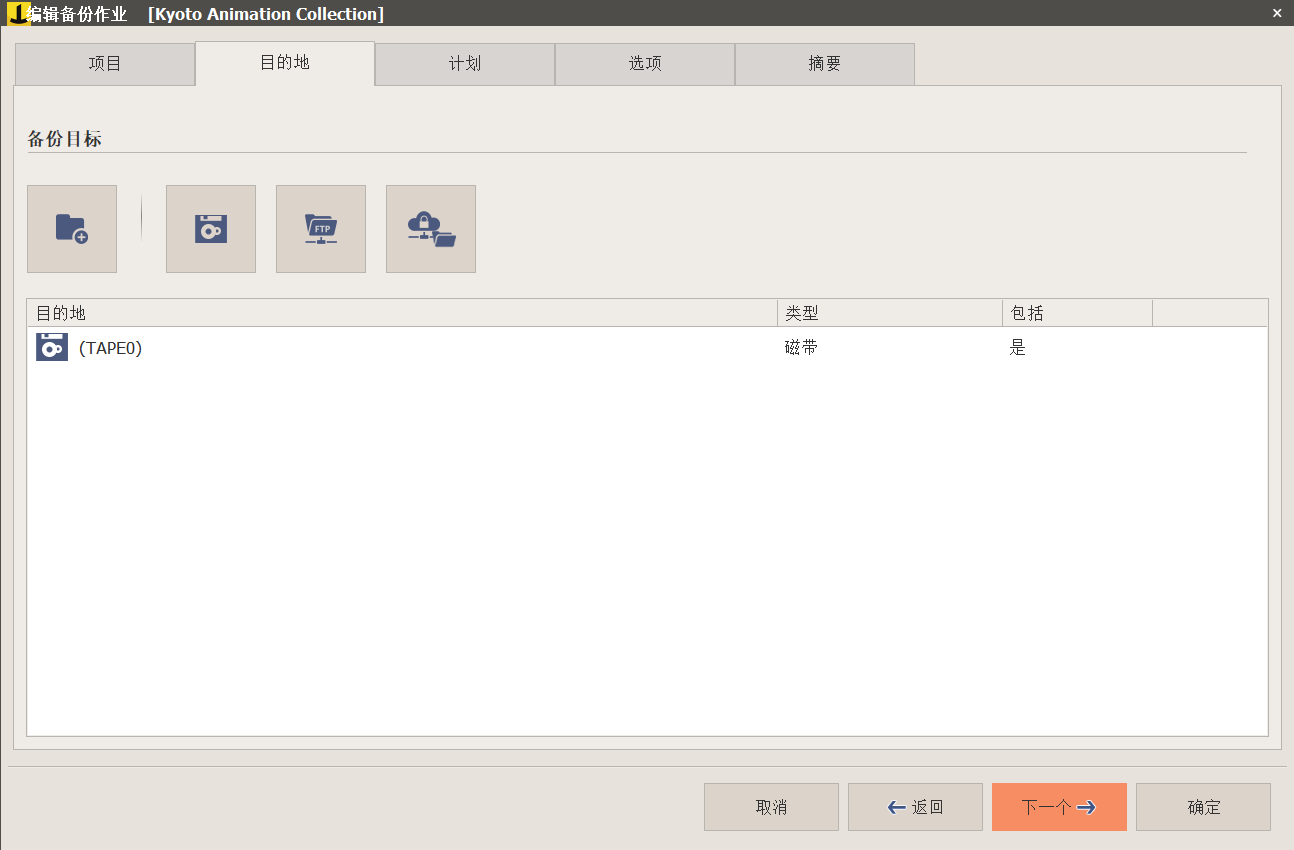 编辑备份作业 [Kyoto Animation Collection]
项目 目的地 计划 选项 摘要
备份目标
FTP
目的地 类型 包括
(TAPE0) 磁带 是
取消 返回 下一个 确定